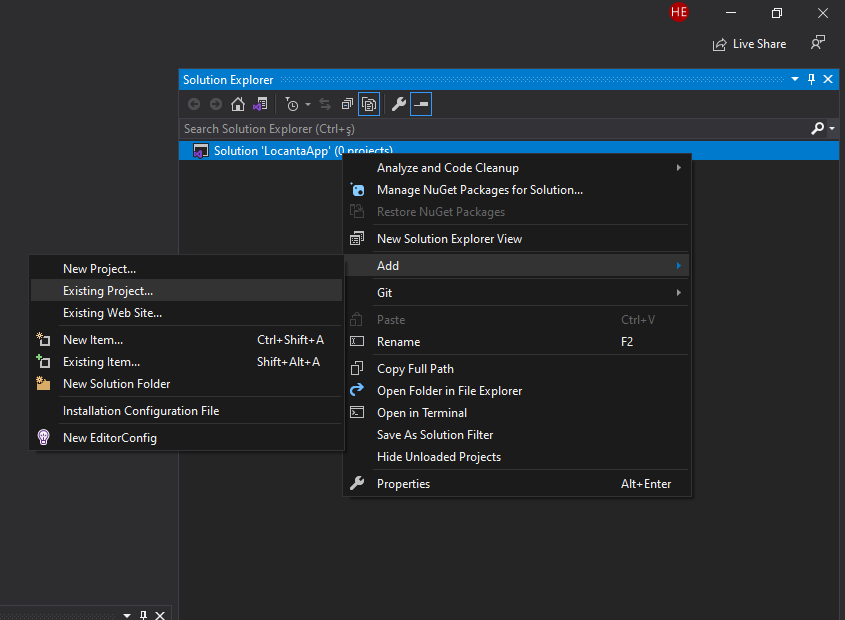 HE
Live Share
Solution Explorer
Search Solution Explorer (Ctrl+ş)
Solution 'LocantaApp' (0 projects)
Analyze and Code Cleanup
Manage NuGet Packages for Solution...
Restore NuGet Packages
New Solution Explorer View
Add
Git
Paste Ctrl+V
Rename F2
Copy Full Path
Open Folder in File Explorer
Open in Terminal
Save As Solution Filter
Hide Unloaded Projects
Properties Alt+Enter
New Project...
Existing Project...
Existing Web Site...
New Item... Ctrl+Shift+A
Existing Item... Shift+Alt+A
New Solution Folder
Installation Configuration File
New EditorConfig